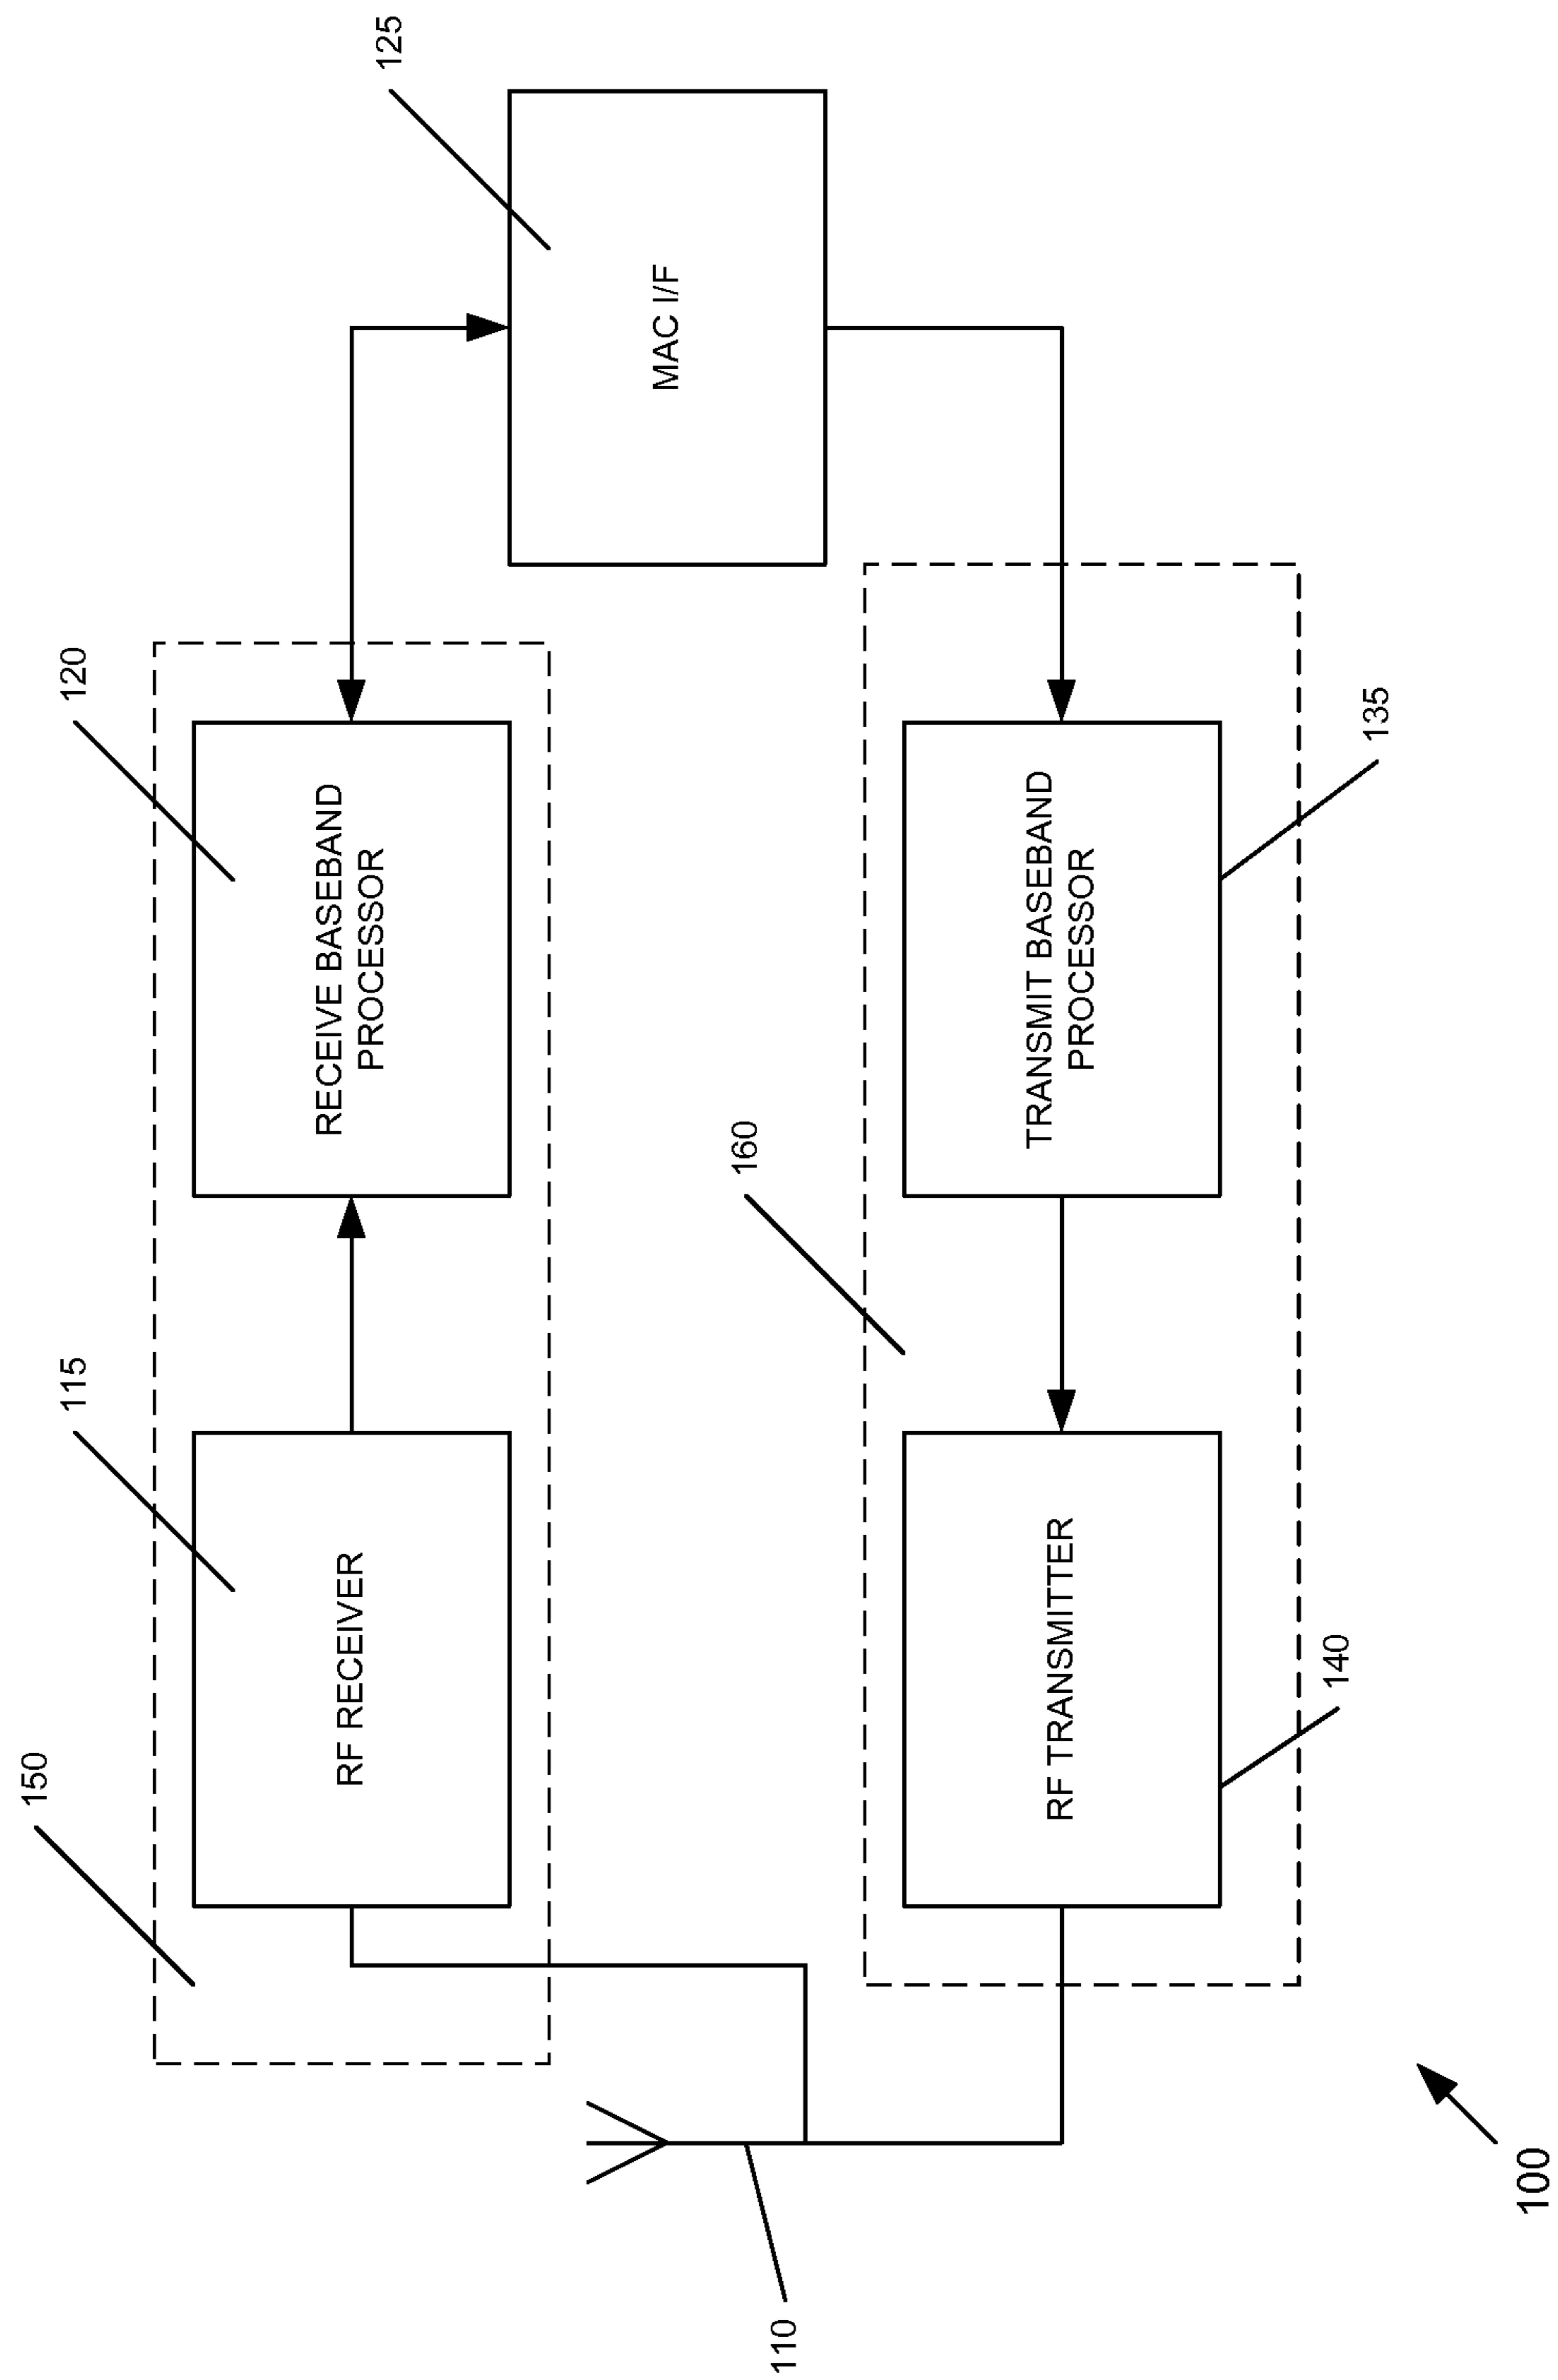 150
115
120
125
RF RECEIVER
RECEIVE BASEBAND
PROCESSOR
MAC I/F
110
160
RF TRANSMITTER
TRANSMIT BASEBAND
PROCESSOR
140
135
100